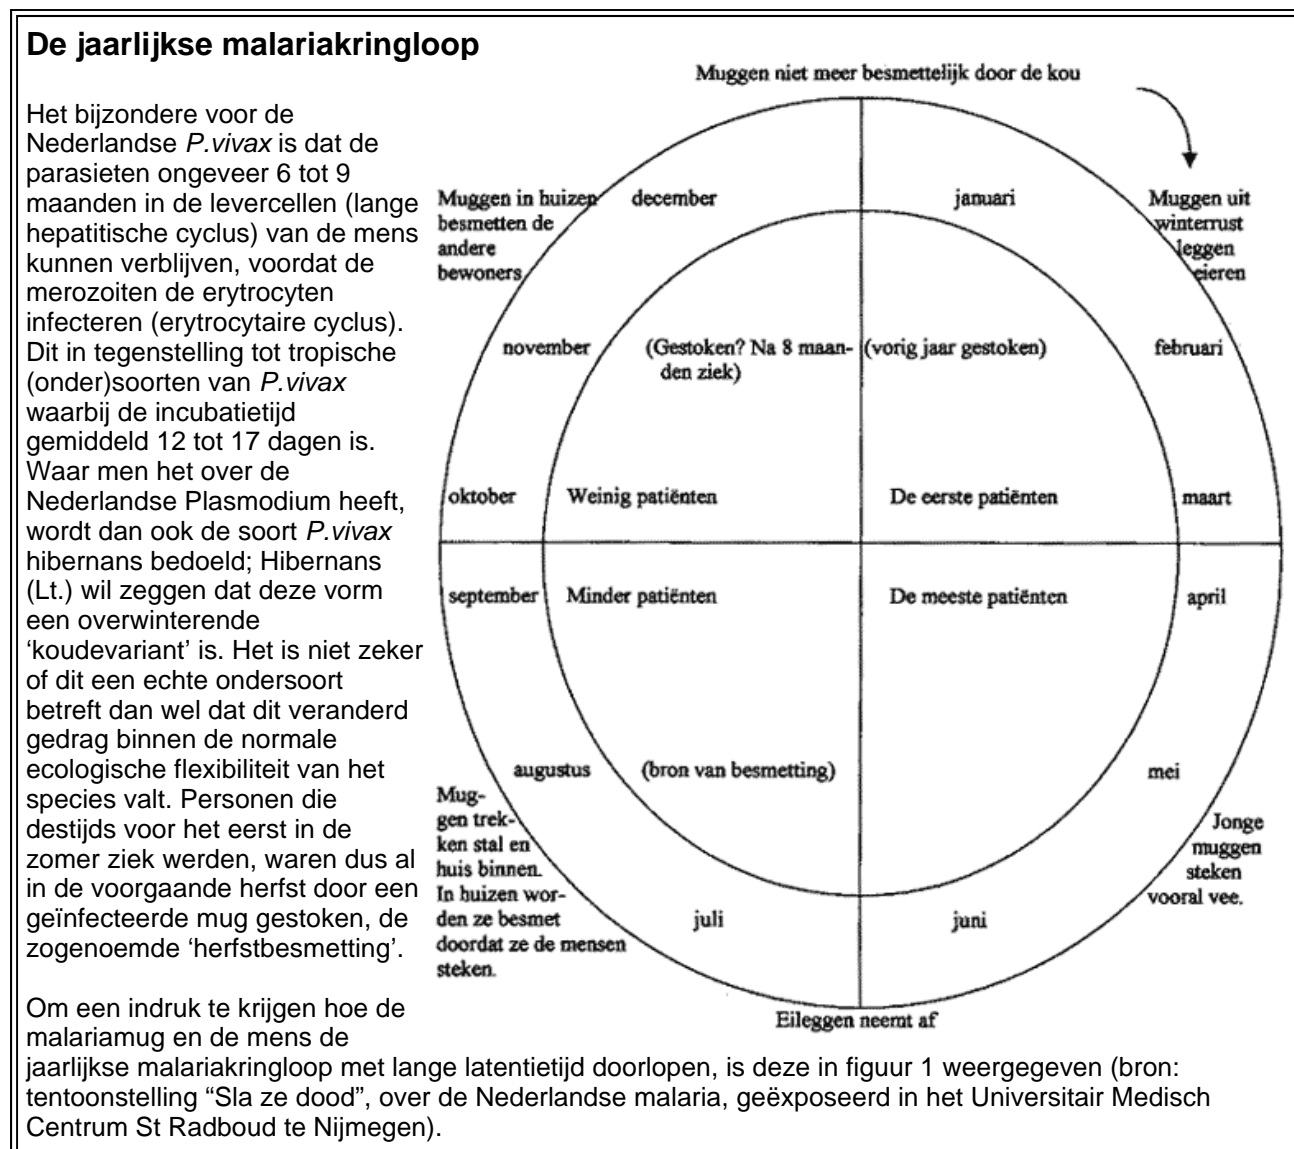 De jaarlijkse malariakringloop
Het bijzondere voor de
Nederlandse P.vivax is dat de
parasieten ongeveer 6 tot 9
maanden in de levercellen (lange
hepatitische cyclus) van de mens
kunnen verblijven, voordat de
merozoiten de erytrocyten
infecteren (erytrocytaire cyclus).
Dit in tegenstelling tot tropische
(onder)soorten van P.vivax
waarbij de incubatietijd
gemiddeld 12 tot 17 dagen is.
Waar men het over de
Nederlandse Plasmodium heeft,
wordt dan ook de soort P.vivax
hibernans bedoeld; Hibernans
(Lt.) wil zeggen dat deze vorm
een overwinterende
‘koudevariant’ is. Het is niet zeker
of dit een echte ondersoort
betreft dan wel dat dit veranderd
gedrag binnen de normale
ecologische flexibiliteit van het
species valt. Personen die
destijds voor het eerst in de
zomer ziek werden, waren dus al
in de voorgaande herfst door een
geïnfecteerde mug gestoken, de
zogenoemde ‘herfstbesmetting’.
Om een indruk te krijgen hoe de
malariamug en de mens de
jaarlijkse malariakringloop met lange latentietijd doorlopen, is deze in figuur 1 weergegeven (bron:
tentoonstelling “Sla ze dood”, over de Nederlandse malaria, geëxposeerd in het Universitair Medisch
Centrum St Radboud te Nijmegen).
Muggen niet meer besmettelijk door de kou
Muggen in huizen
besmetten de
andere
bewoners
december
januari
Muggen uit
winterrust
leggen
eieren
november
(Gestoken? Na 8 maan-
den ziek)
(vorig jaar gestoken)
februari
oktober
Weinig patiënten
De eerste patiënten
maart
september
Minder patiënten
De meeste patiënten
april
augustus
(bron van besmetting)
mei
Mug-
gen trek-
ken stal en
huis binnen.
In huizen wor-
den ze besmet
doordat ze de mensen
steken.
Jonge
muggen
steken
vooral vee.
juli
juni
Eileggen neemt af